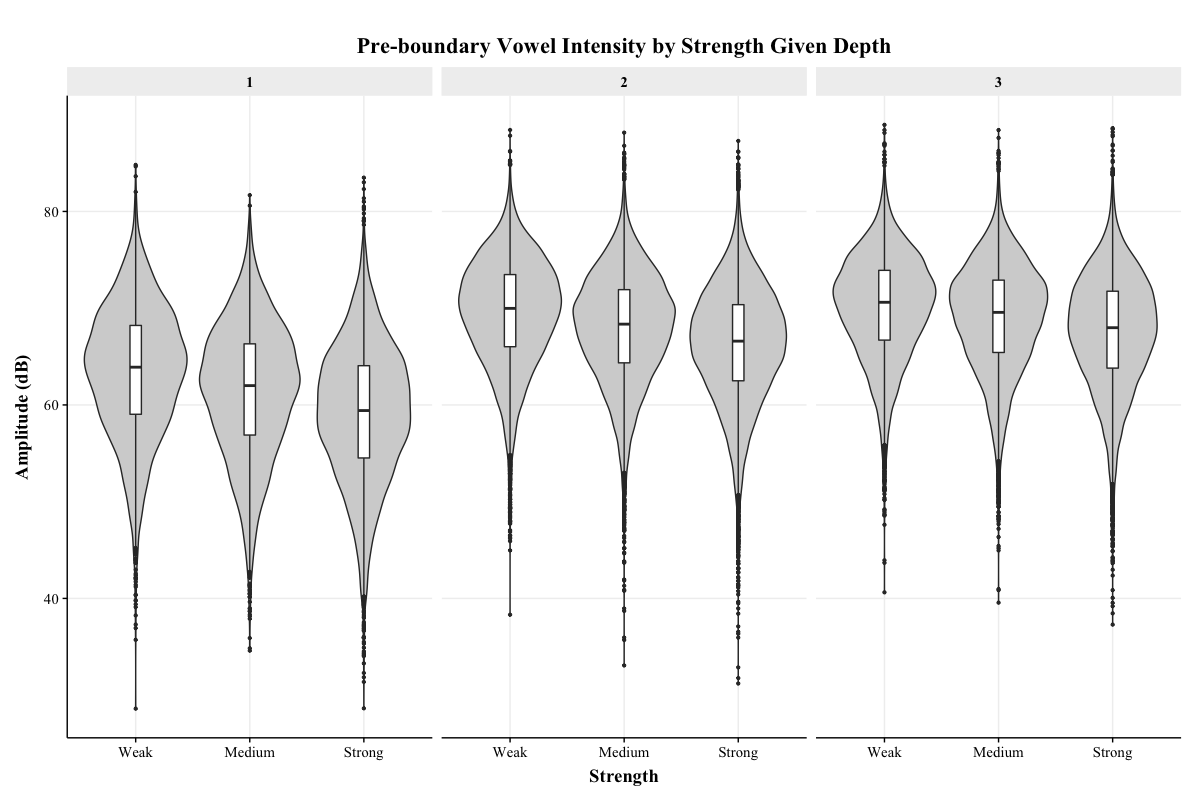 Pre-boundary Vowel Intensity by Strength Given Depth
1 2 3
Amplitude (dB)
80
60
40
Weak Medium Strong Weak Medium Strong Weak Medium Strong
Strength